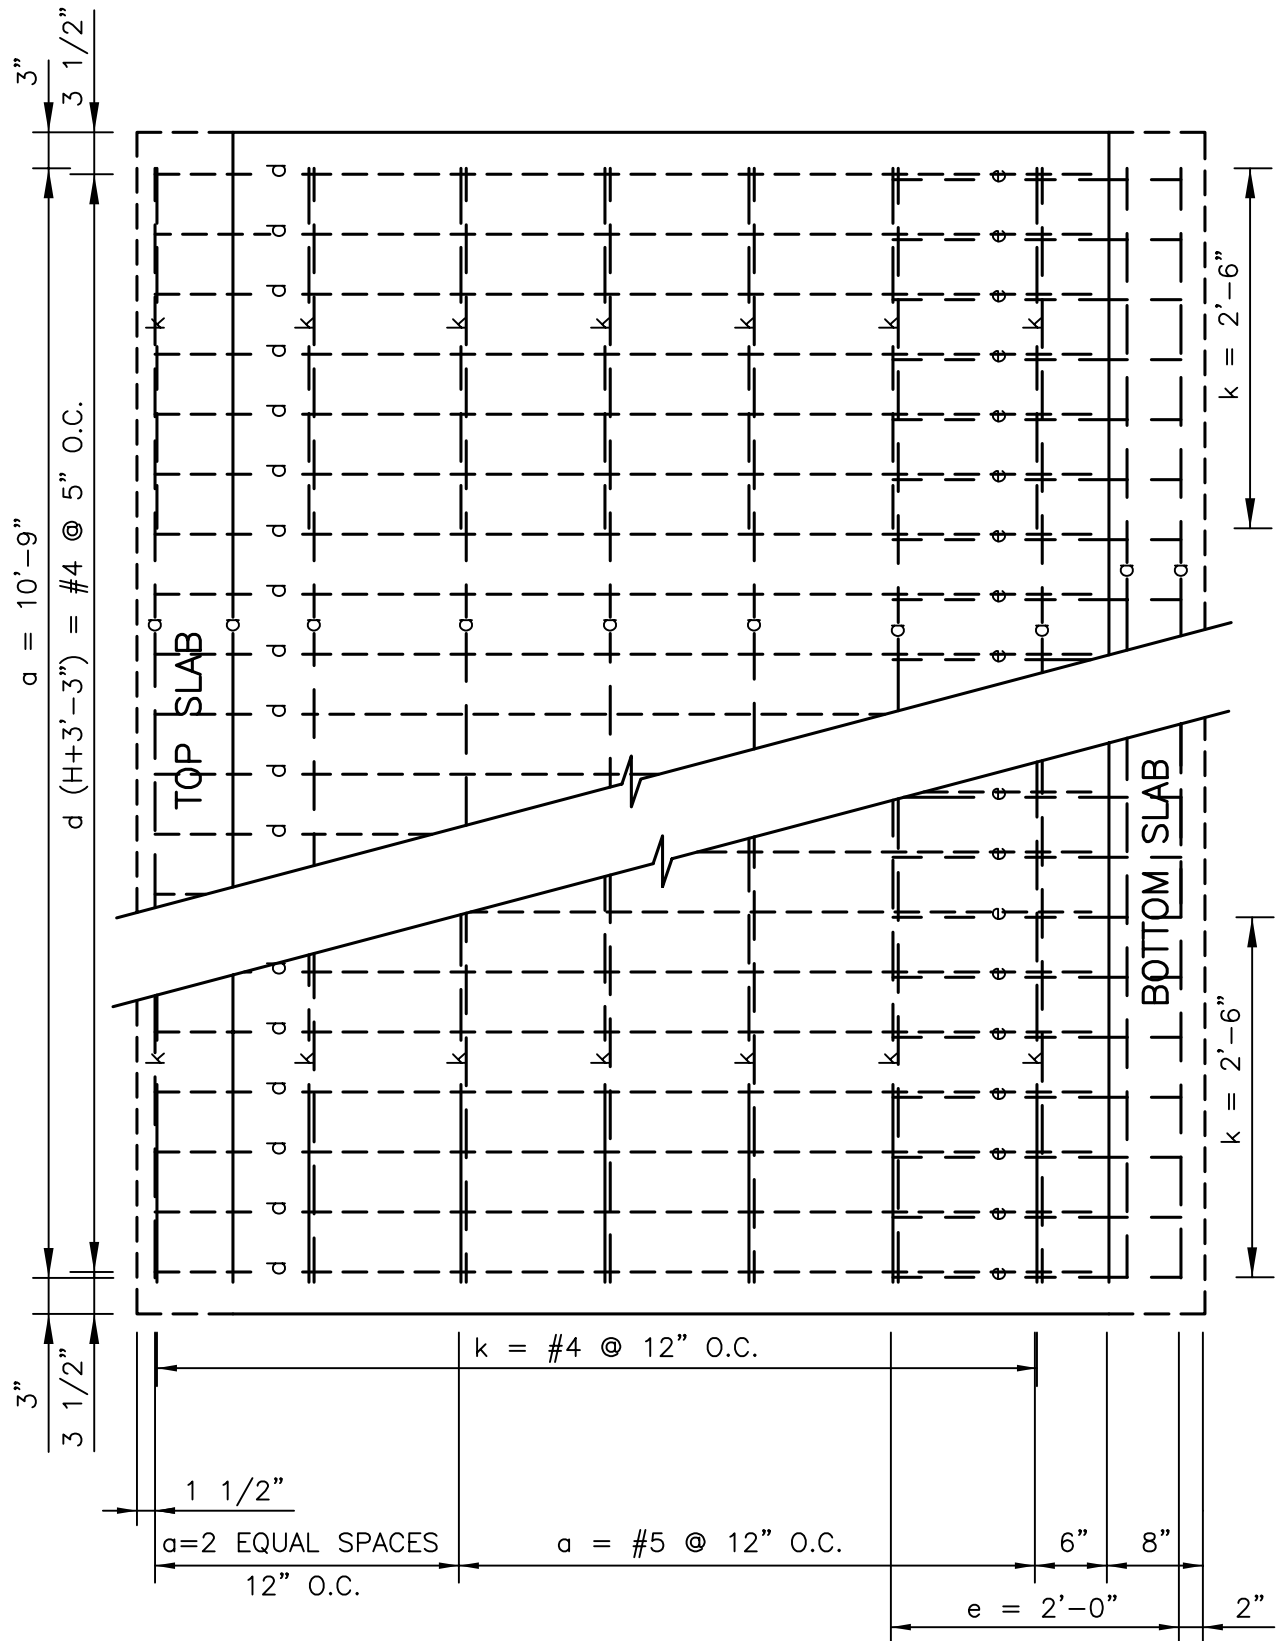 3"
3 1/2"
a = 10'-9"
d (H+3'-3") = #4 @ 5" O.C.
d
d
d
d
d
d
d
d
d
d
d
d
e
e
e
e
e
e
e
e
e
k k k k k k k
k = 2'-6"
a a
a a a a a a a a
TOP SLAB
BOTTOM SLAB
e
e
e
e
e
e
e
e
e
d
d
d
d
d
d
k k k k k k k
k = 2'-6"
3"
3 1/2"
k = #4 @ 12" O.C.
1 1/2"
a=2 EQUAL SPACES
12" O.C.
a = #5 @ 12" O.C.
6"
8"
e = 2'-0"
2"